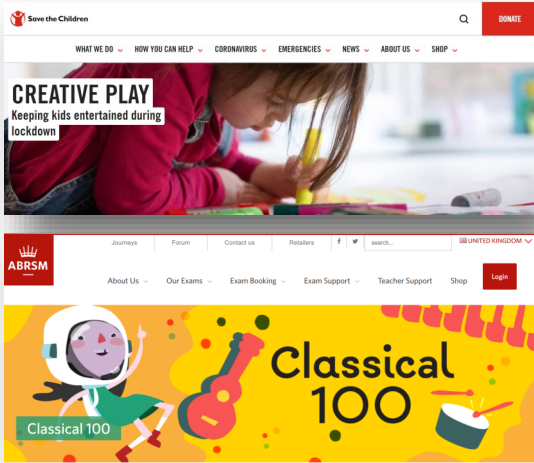 Save the Children
DONATE
WHAT WE DO HOW YOU CAN HELP CORONAVIRUS EMERGENCIES NEWS ABOUT US SHOP
CREATIVE PLAY
Keeping kids entertained during
lockdown
Journeys Forum Contact us Retailers f search... UNITED KINGDOM
ABRSM
About Us Our Exams Exam Booking Exam Support Teacher Support Shop Login
Classical
100
Classical 100